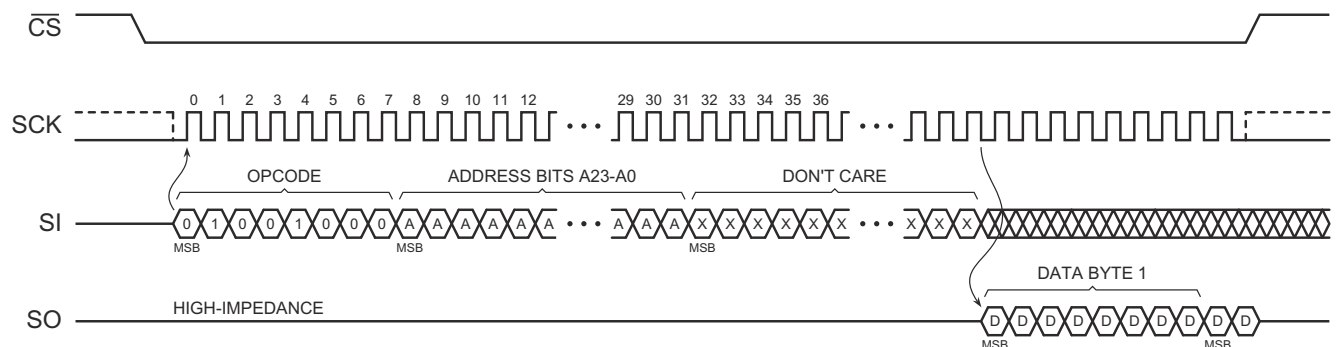 CS
0 1 2 3 4 5 6 7 8 9 10 11 12 29 30 31 32 33 34 35 36
SCK
OPCODE ADDRESS BITS A23-A0 DON'T CARE
SI 0 1 0 0 1 0 0 0 A A A A A A A A A X X X X X X X X X
MSB MSB MSB
DATA BYTE 1
HIGH-IMPEDANCE
SO D D D D D D D D D D
MSB MSB